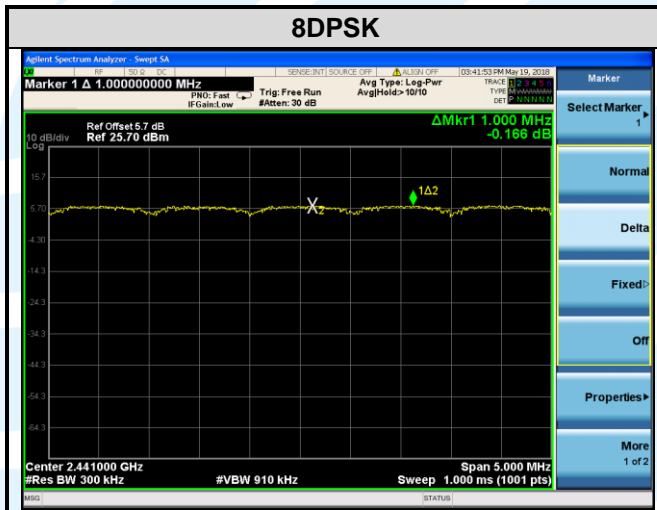 8DPSK
Agilent Spectrum Analyzer - Swept SA
RF 50 Ω DC SENSE:INT SOURCE OFF ALIGN OFF 03:41:53 PM May 19, 2018
Marker 1 Δ 1.000000000 MHz
PNO: Fast
IFGain:Low
Trig: Free Run
#Atten: 30 dB
Avg Type: Log-Pwr
Avg|Hold:> 10/10
TRACE 1 2 3 4 5 6
TYPE M
DET P N N N N N
Ref Offset 5.7 dB
Ref 25.70 dBm
10 dB/div
Log
ΔMkr1 1.000 MHz
-0.166 dB
15.7
5.70
-4.30
-14.3
-24.3
-34.3
-44.3
-54.3
-64.3
1Δ2
X2
Center 2.441000 GHz
#Res BW 300 kHz
#VBW 910 kHz
Span 5.000 MHz
Sweep 1.000 ms (1001 pts)
MSG
STATUS
Marker
Select Marker
1
Normal
Delta
Fixed
Off
Properties
More
1 of 2